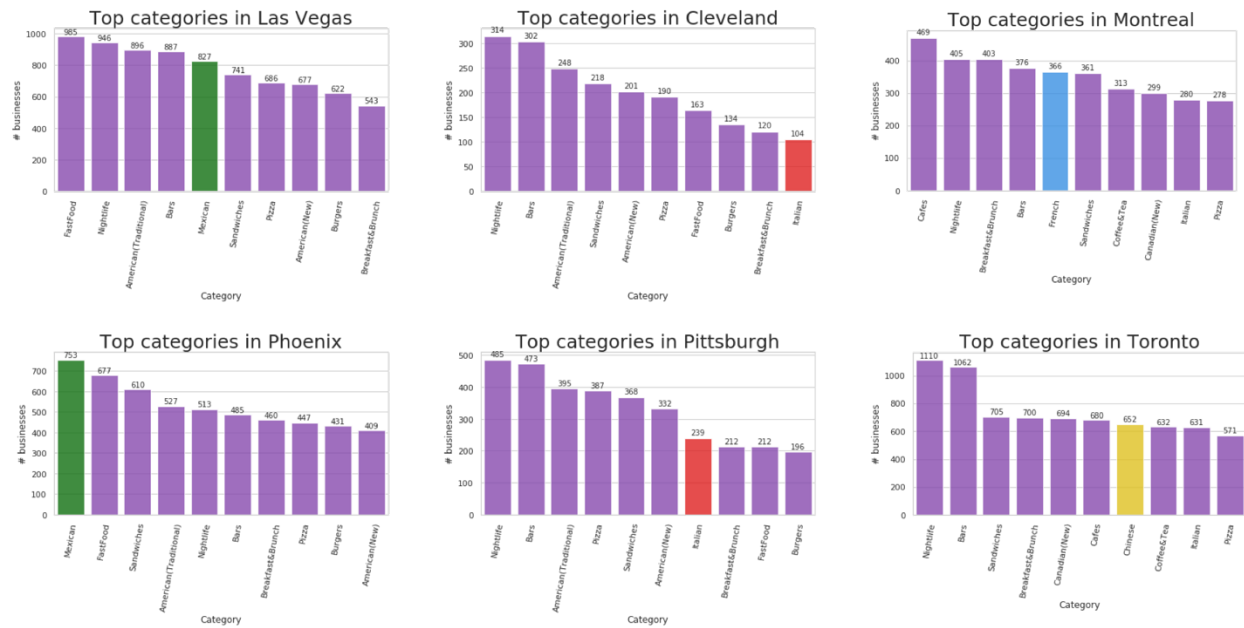 Top categories in Las Vegas
985
946
896
887
827
741
686
677
622
543
1000
800
600
400
200
0
# businesses
FastFood
Nightlife
American(Traditional)
Bars
Mexican
Sandwiches
Pizza
American(New)
Burgers
Breakfast&Brunch
Category
Top categories in Cleveland
314
302
248
218
201
190
163
134
120
104
300
250
200
150
100
50
0
# businesses
Nightlife
Bars
American(Traditional)
Sandwiches
American(New)
Pizza
FastFood
Burgers
Breakfast&Brunch
Italian
Category
Top categories in Montreal
469
405
403
376
366
361
313
299
280
278
400
300
200
100
0
# businesses
Cafes
Nightlife
Breakfast&Brunch
Bars
French
Sandwiches
Coffee&Tea
Canadian(New)
Italian
Pizza
Category
Top categories in Phoenix
753
677
610
527
513
485
460
447
431
409
700
600
500
400
300
200
100
0
# businesses
Mexican
FastFood
Sandwiches
American(Traditional)
Nightlife
Bars
Breakfast&Brunch
Pizza
Burgers
American(New)
Category
Top categories in Pittsburgh
485
473
395
387
368
332
239
212
212
196
500
400
300
200
100
0
# businesses
Nightlife
Bars
American(Traditional)
Pizza
Sandwiches
American(New)
Italian
Breakfast&Brunch
FastFood
Burgers
Category
Top categories in Toronto
1110
1062
705
700
694
680
652
632
631
571
1000
800
600
400
200
0
# businesses
Nightlife
Bars
Sandwiches
Breakfast&Brunch
Canadian(New)
Cafes
Chinese
Coffee&Tea
Italian
Pizza
Category